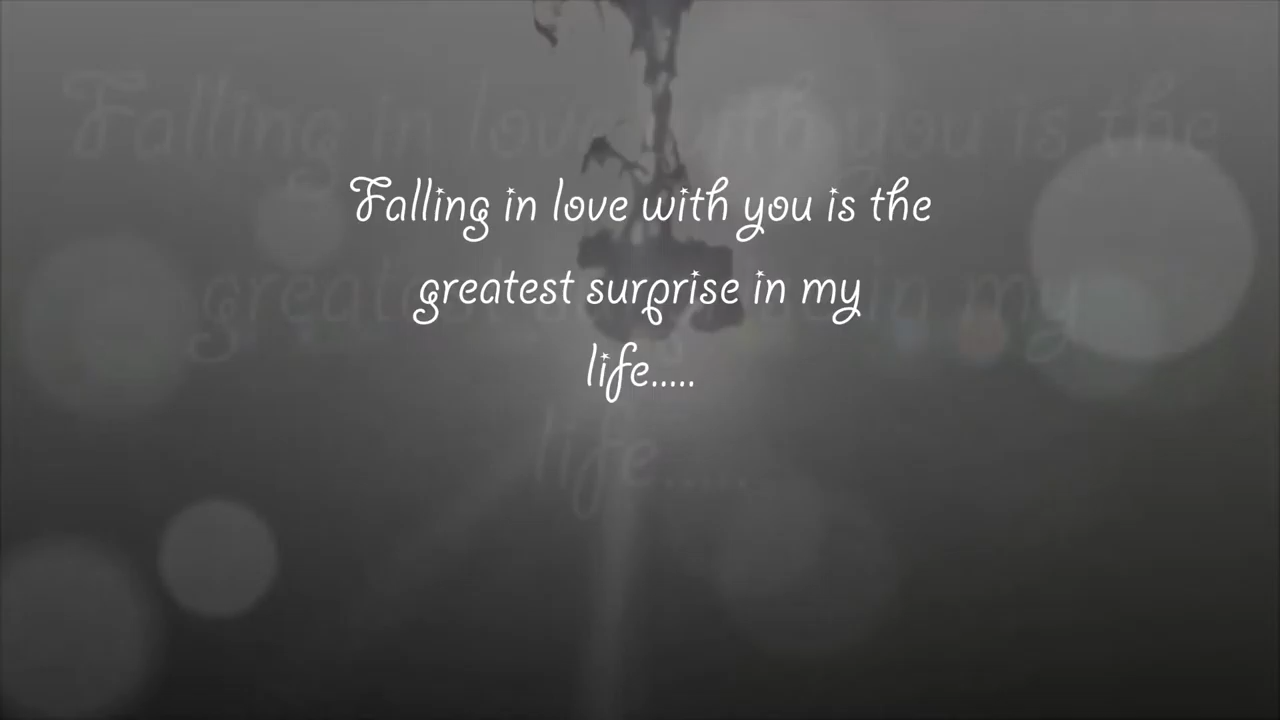 Falling in love with you is the
greatest surprise in my
life.....